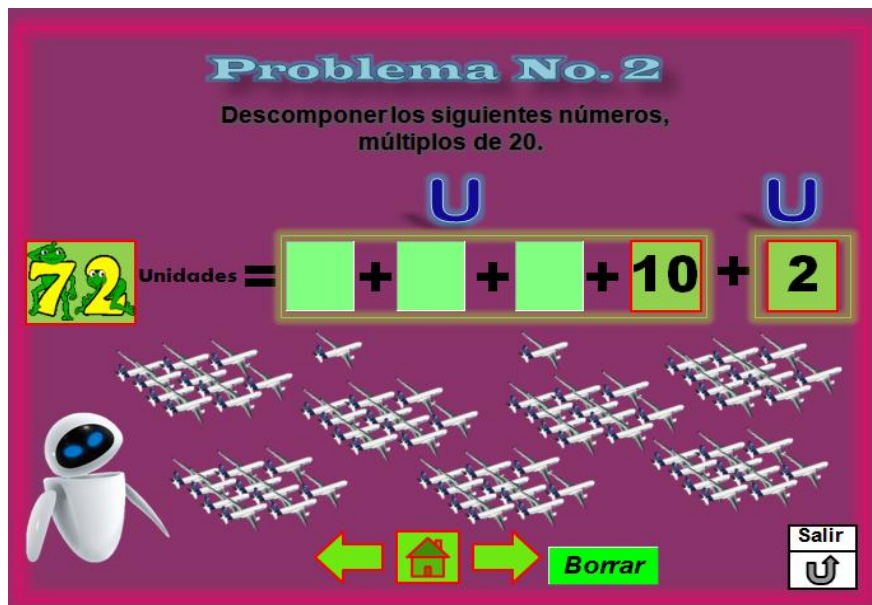 Problema No. 2
Descomponer los siguientes números,
múltiplos de 20.
U U
72 Unidades = + + + 10 + 2
Salir
Borrar